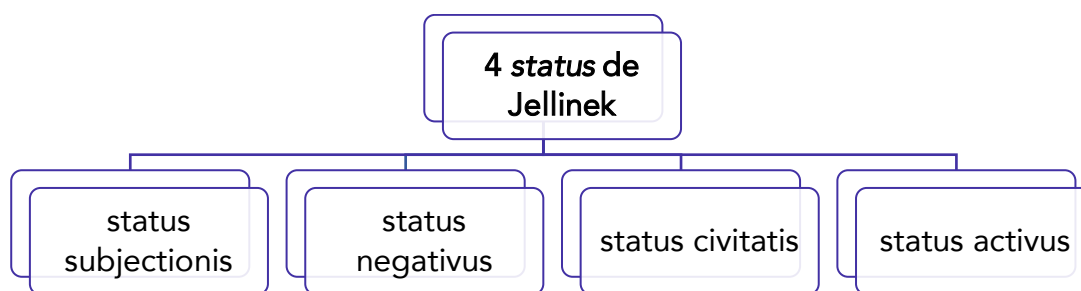 4 status de
Jellinek
status
subjectionis
status
negativus
status civitatis
status activus